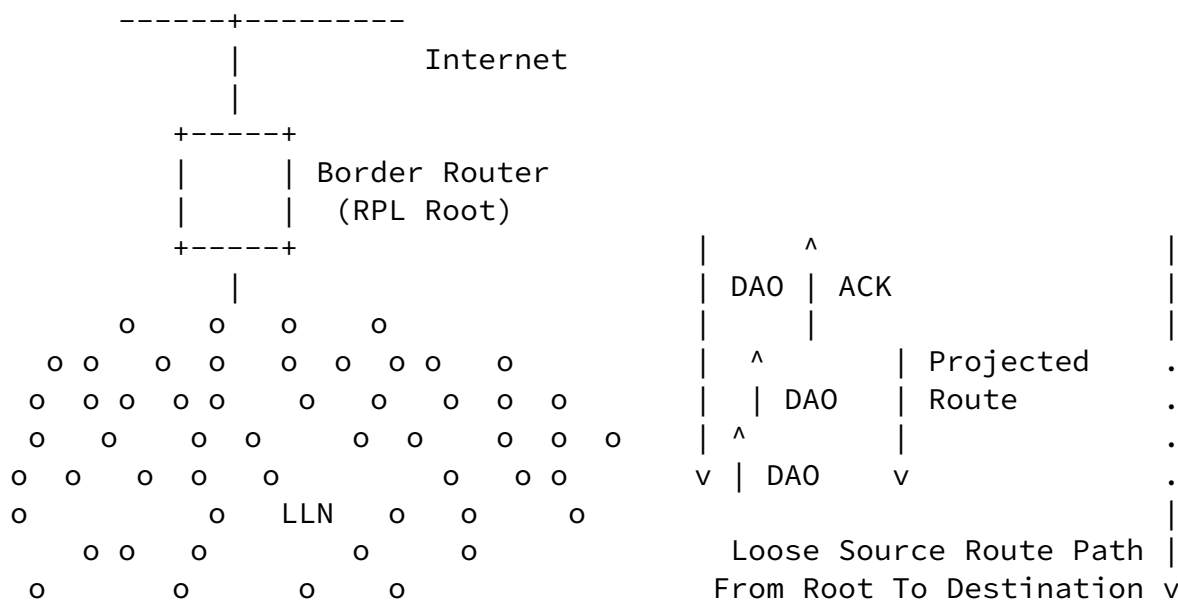 ------+---------
|          Internet
|
+-----+
|     | Border Router
|     |  (RPL Root)
+-----+                      |     ^                   |
|                         | DAO | ACK               |
o    o   o    o                 |     |                   |
o o   o  o   o  o  o o   o          |  ^       | Projected    .
o  o o  o o    o   o   o  o  o       |  | DAO   | Route        .
o   o    o  o     o  o    o  o  o    | ^        |              .
o  o   o  o   o         o   o o       v | DAO    v              .
o          o   LLN   o   o     o                                |
o o   o        o     o              Loose Source Route Path |
o       o      o    o                 From Root To Destination v